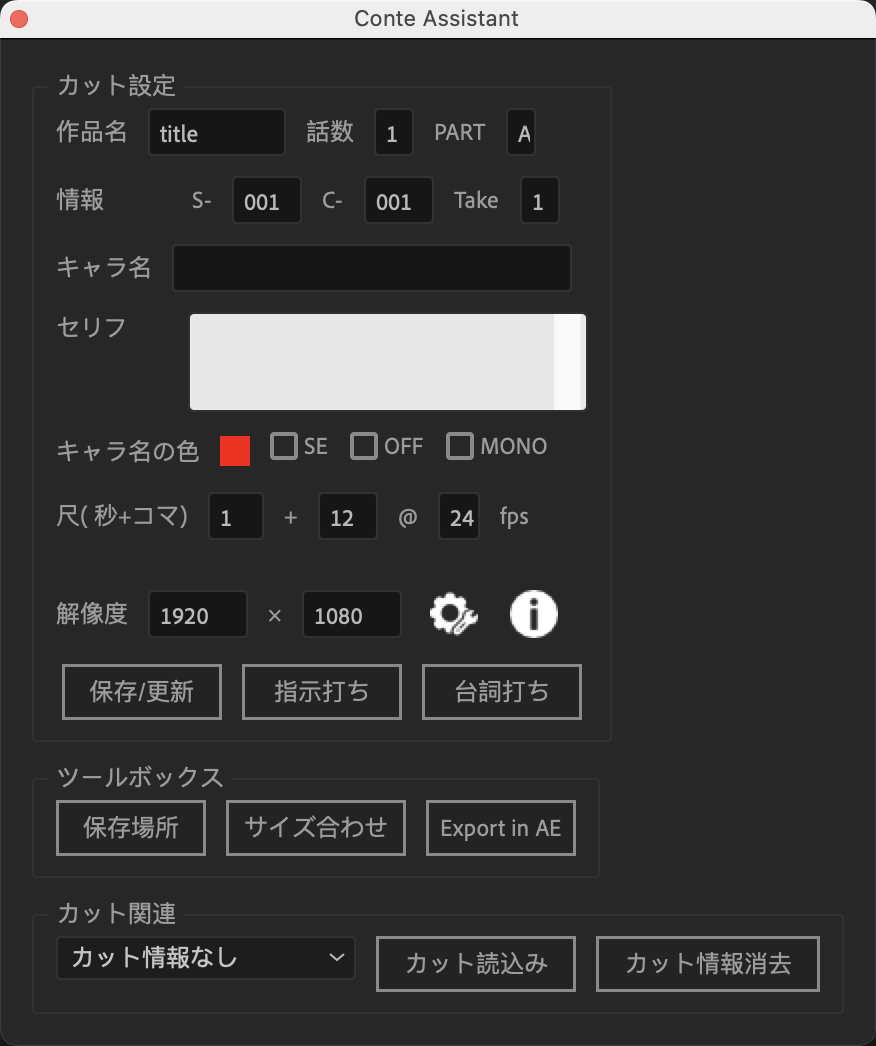 Conte Assistant
カット設定
作品名 title 話数 1 PART A
情報 S- 001 C- 001 Take 1
キャラ名
セリフ
キャラ名の色 SE OFF MONO
尺( 秒+コマ) 1 + 12 @ 24 fps
解像度 1920 × 1080
保存/更新 指示打ち 台詞打ち
ツールボックス
保存場所 サイズ合わせ Export in AE
カット関連
カット情報なし カット読込み カット情報消去